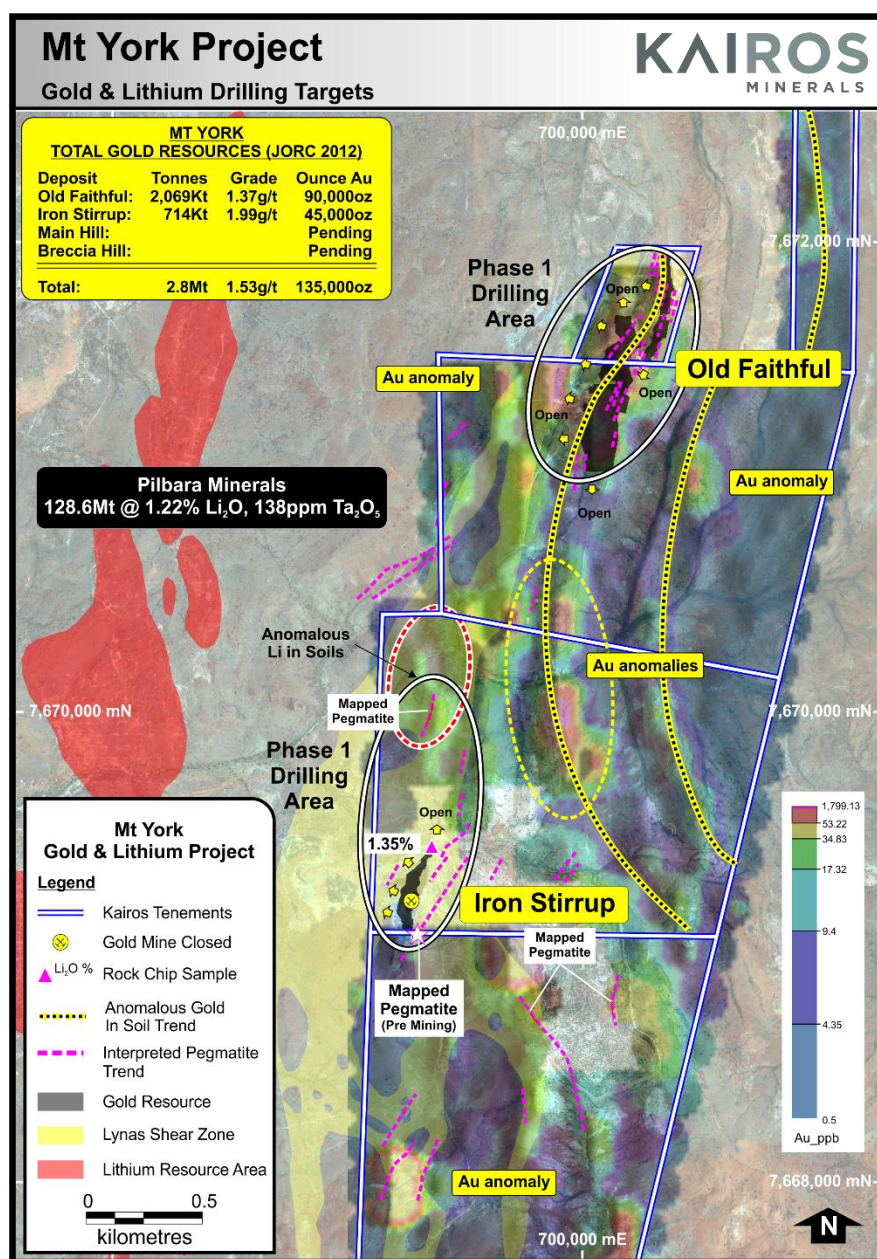 Mt York Project
Gold & Lithium Drilling Targets
KAIROS
MINERALS
700,000 mE
MT YORK
TOTAL GOLD RESOURCES (JORC 2012)
Deposit Tonnes Grade Ounce Au
Old Faithful: 2,069Kt 1.37g/t 90,000oz
Iron Stirrup: 714Kt 1.99g/t 45,000oz
Main Hill: Pending
Breccia Hill: Pending
Total: 2.8Mt 1.53g/t 135,000oz
7,672,000 mN
Phase 1
Drilling
Area
Open
Old Faithful
Au anomaly
Open
Open
Au anomaly
Pilbara Minerals
128.6Mt @ 1.22% Li₂O, 138ppm Ta₂O₅
Open
Anomalous
Li in Soils
Au anomalies
Mapped
Pegmatite
7,670,000 mN
7,670,000 mN
Phase 1
Drilling
Area
Open
1.35%
Iron Stirrup
Mapped
Pegmatite
Mapped
Pegmatite
(Pre Mining)
Mt York
Gold & Lithium Project
Legend
Kairos Tenements
Gold Mine Closed
Li₂O %
Rock Chip Sample
Anomalous Gold
In Soil Trend
Interpreted Pegmatite
Trend
Gold Resource
Lynas Shear Zone
Lithium Resource Area
0 0.5
kilometres
1,799.13
53.22
34.83
17.32
9.4
4.35
0.5
Au_ppb
Au anomaly
7,668,000 mN
700,000 mE
N